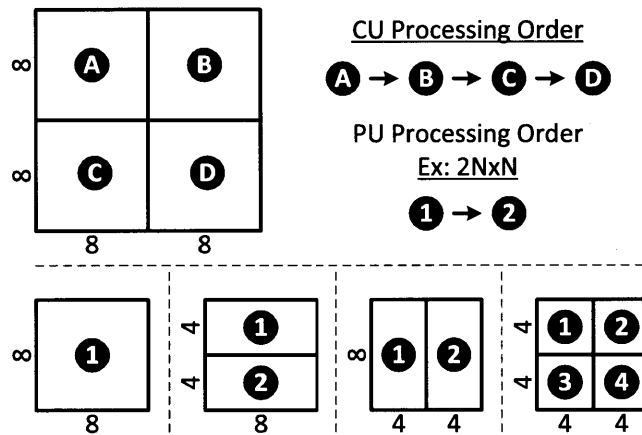 CU Processing Order
A → B → C → D
PU Processing Order
Ex: 2NxN
1 → 2
8 A B
8 C D
8 8
8 1
8
4 1
4 2
8
8 1 2
4 4
4 1 2
4 3 4
4 4